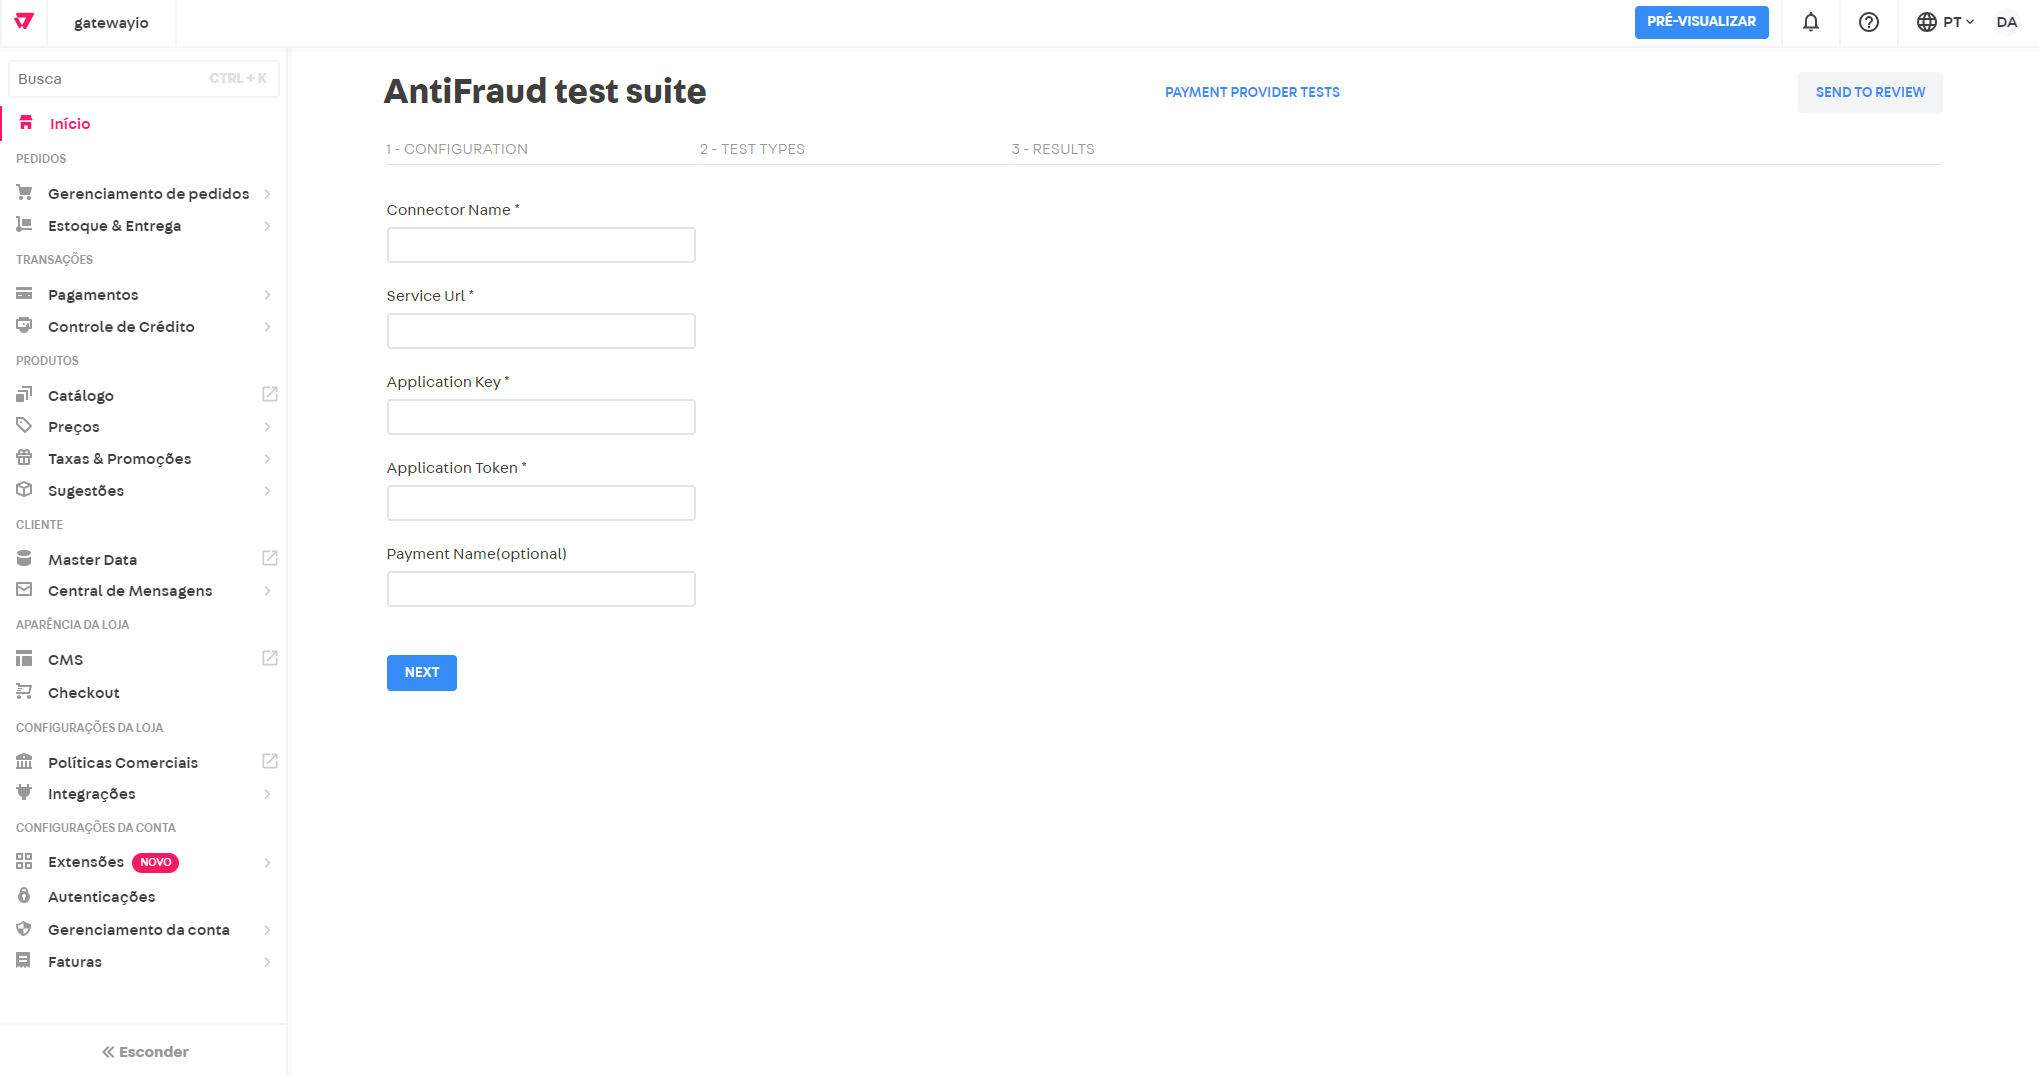 gatewayio
PRÉ-VISUALIZAR
PT
DA
Busca
CTRL + K
Início
PEDIDOS
Gerenciamento de pedidos
Estoque & Entrega
TRANSAÇÕES
Pagamentos
Controle de Crédito
PRODUTOS
Catálogo
Preços
Taxas & Promoções
Sugestões
CLIENTE
Master Data
Central de Mensagens
APARÊNCIA DA LOJA
CMS
Checkout
CONFIGURAÇÕES DA LOJA
Políticas Comerciais
Integrações
CONFIGURAÇÕES DA CONTA
Extensões NOVO
Autenticações
Gerenciamento da conta
Faturas
Esconder
AntiFraud test suite
PAYMENT PROVIDER TESTS
SEND TO REVIEW
1 - CONFIGURATION
2 - TEST TYPES
3 - RESULTS
Connector Name *
Service Url *
Application Key *
Application Token *
Payment Name(optional)
NEXT